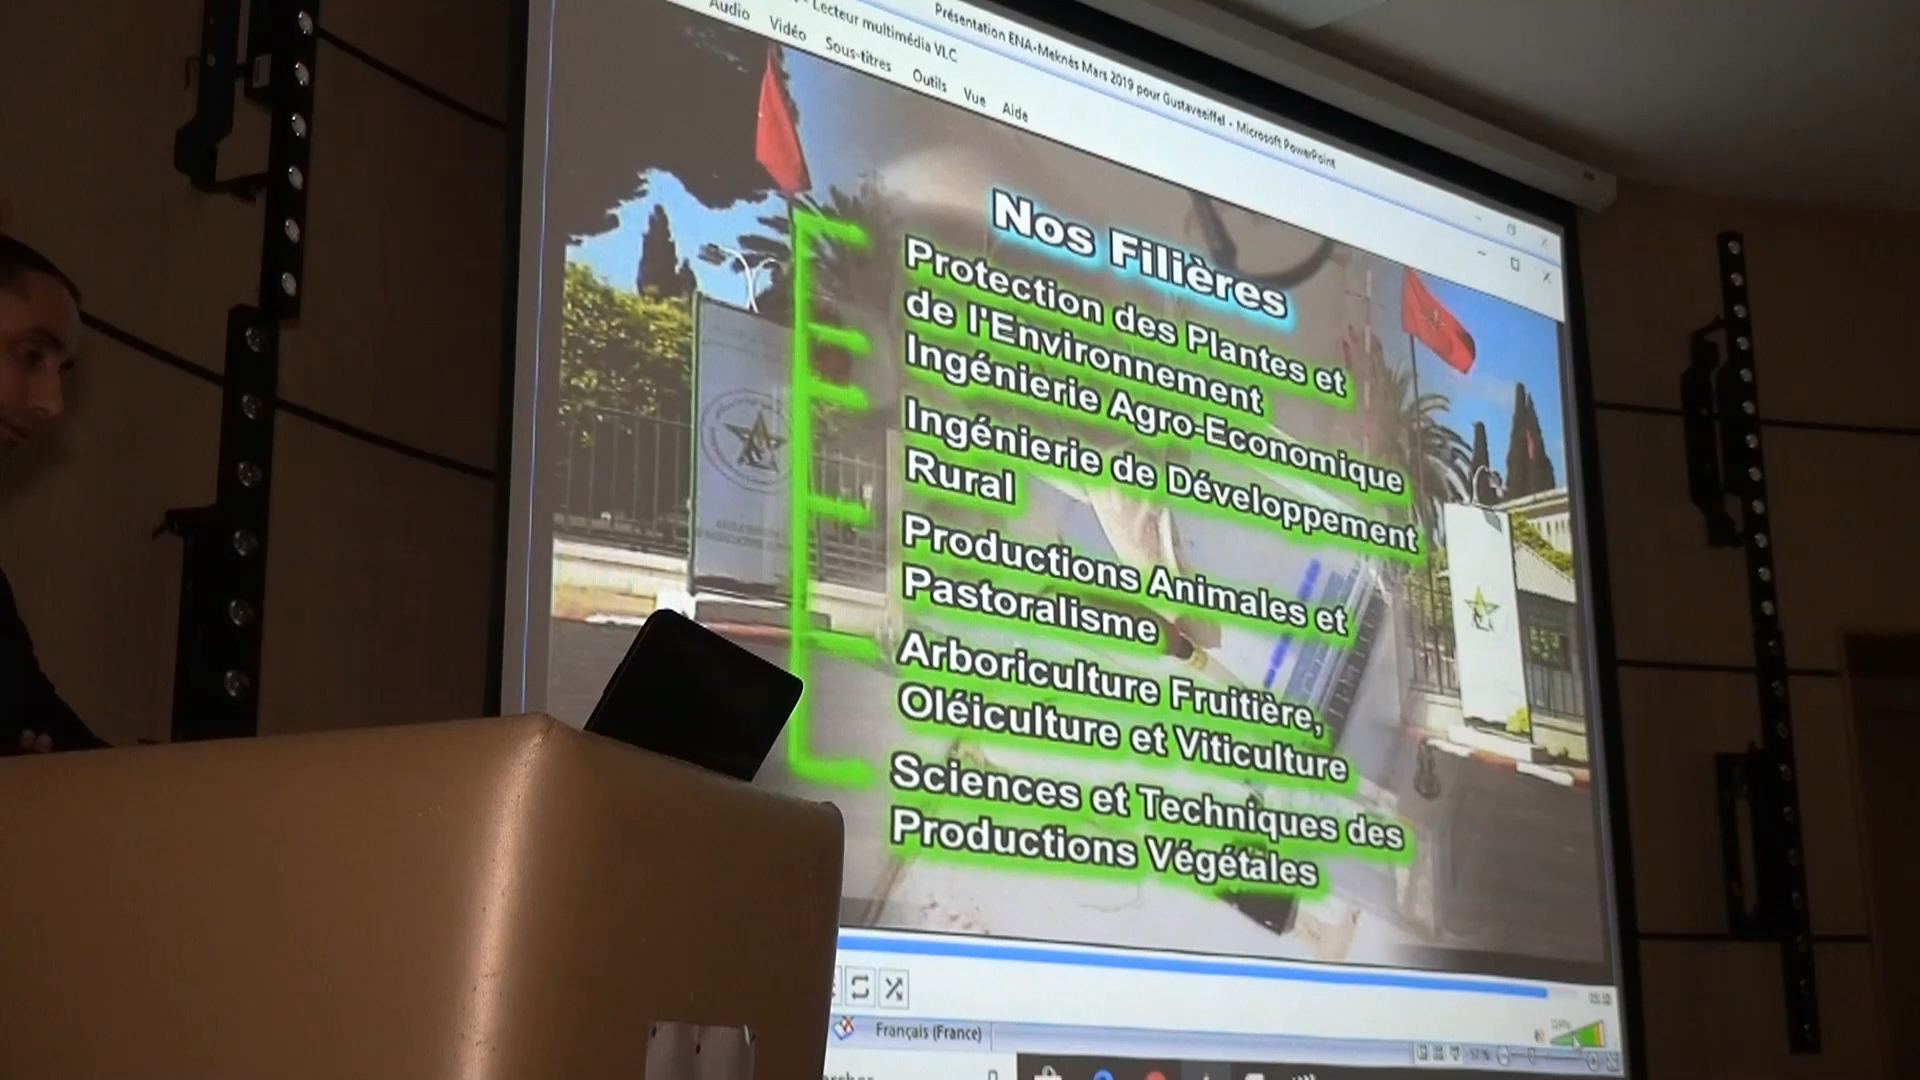 Présentation ENA-Meknès Mars 2019 pour Gustaveeiffel - Microsoft PowerPoint
- Lecteur multimédia VLC
Audio Vidéo Sous-titres Outils Vue Aide
Nos Filières
Protection des Plantes et
de l'Environnement
Ingénierie Agro-Economique
Ingénierie de Développement
Rural
Productions Animales et
Pastoralisme
Arboriculture Fruitière,
Oléiculture et Viticulture
Sciences et Techniques des
Productions Végétales
Français (France)